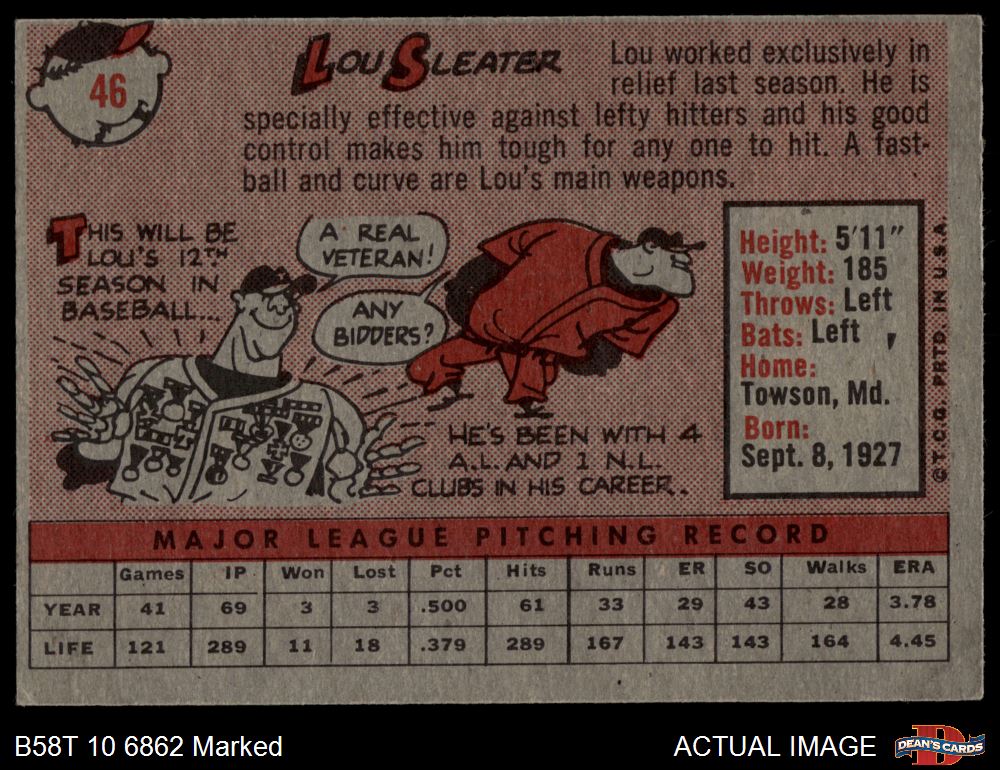 46
Lou Sleater
Lou worked exclusively in
relief last season. He is
specially effective against lefty hitters and his good
control makes him tough for any one to hit. A fast-
ball and curve are Lou's main weapons.
THIS WILL BE
LOU'S 12TH
SEASON IN
BASEBALL...
A REAL
VETERAN!
ANY
BIDDERS?
HE'S BEEN WITH 4
A.L. AND 1 N.L.
CLUBS IN HIS CAREER..
Height: 5'11"
Weight: 185
Throws: Left
Bats: Left
Home:
Towson, Md.
Born:
Sept. 8, 1927
©T.C.G. PRTD. IN U.S.A.
MAJOR LEAGUE PITCHING RECORD
Games IP Won Lost Pct Hits Runs ER SO Walks ERA
YEAR 41 69 3 3 .500 61 33 29 43 28 3.78
LIFE 121 289 11 18 .379 289 167 143 143 164 4.45
B58T 10 6862 Marked
ACTUAL IMAGE
DEAN'S CARDS